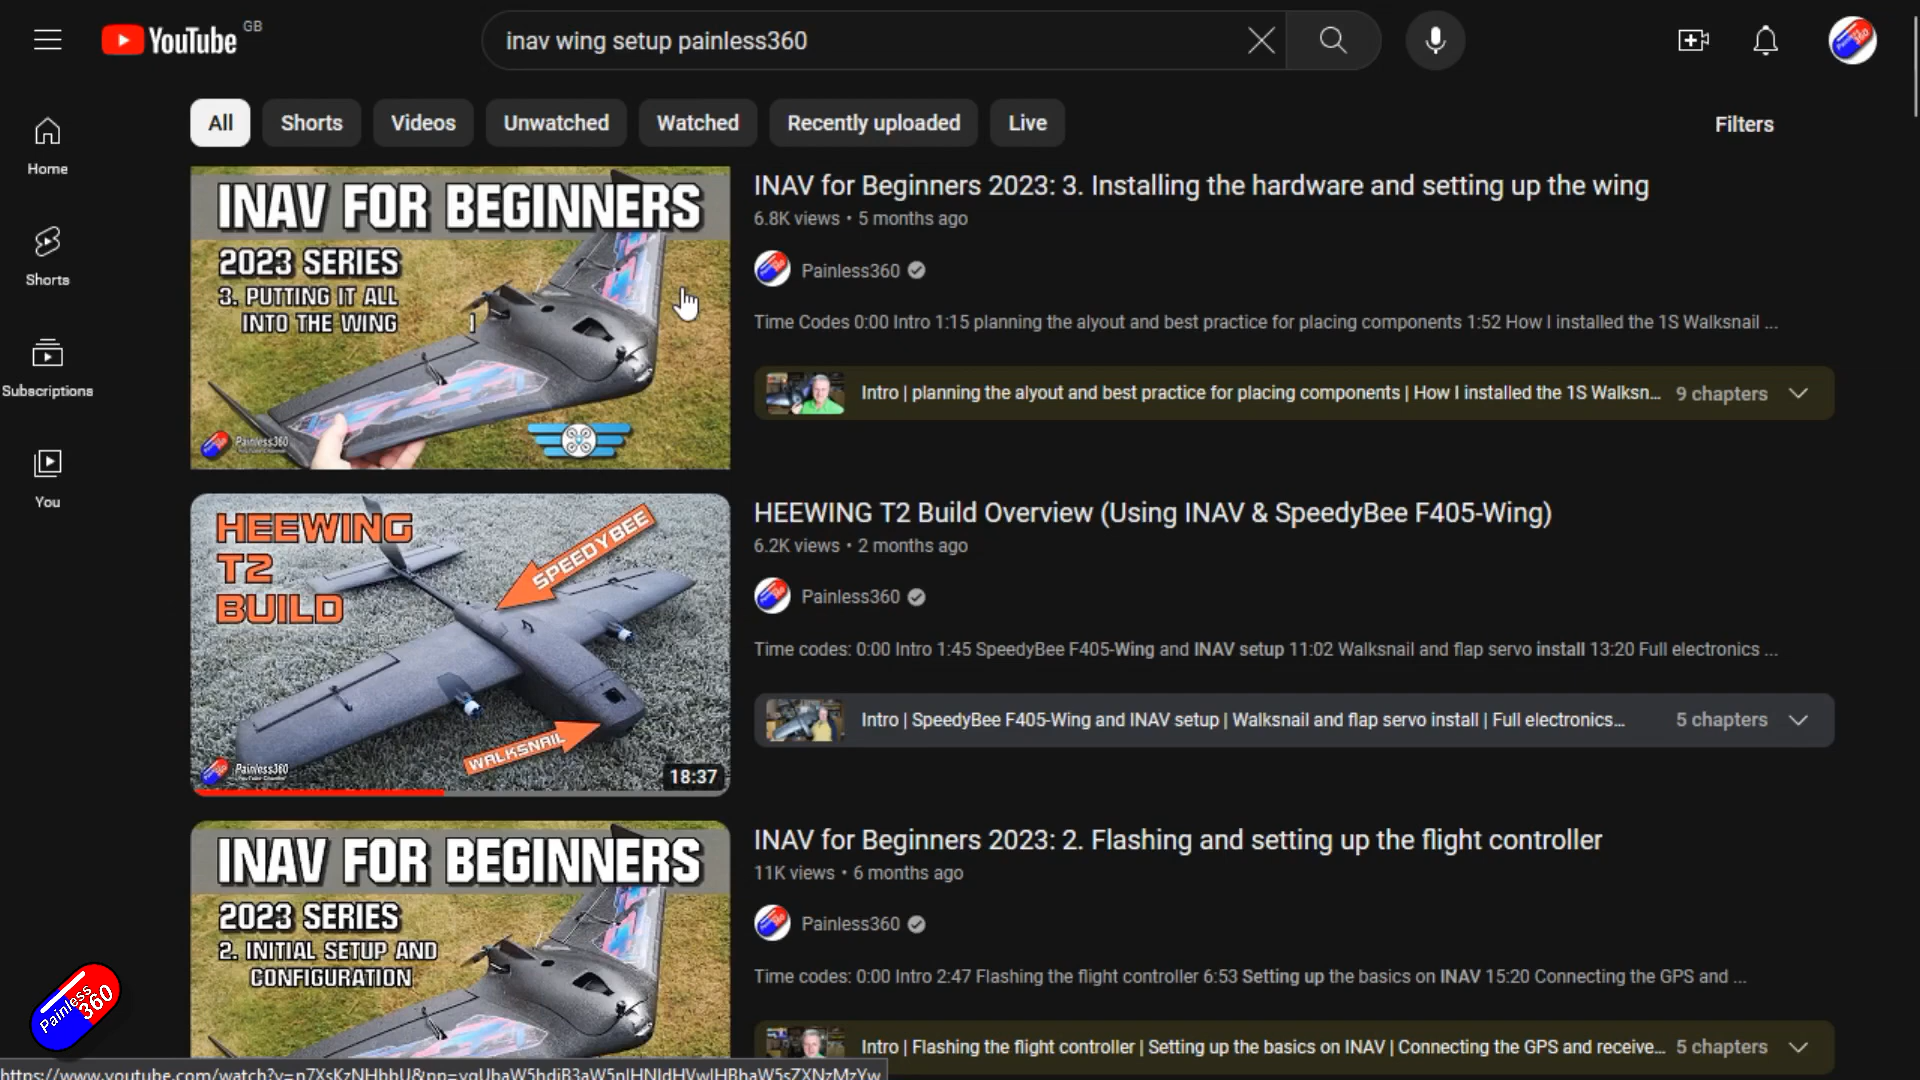 YouTube GB
inav wing setup painless360
All
Shorts
Videos
Unwatched
Watched
Recently uploaded
Live
Filters
Home
Shorts
Subscriptions
You
INAV FOR BEGINNERS
2023 SERIES
3. PUTTING IT ALL
INTO THE WING
Painless360
INAV for Beginners 2023: 3. Installing the hardware and setting up the wing
6.8K views • 5 months ago
Painless360
Time Codes 0:00 Intro 1:15 planning the alyout and best practice for placing components 1:52 How I installed the 1S Walksnail ...
Intro | planning the alyout and best practice for placing components | How I installed the 1S Walksn...
9 chapters
HEEWING
T2
BUILD
SPEEDYBEE
WALKSNAIL
Painless360
18:37
HEEWING T2 Build Overview (Using INAV & SpeedyBee F405-Wing)
6.2K views • 2 months ago
Painless360
Time codes: 0:00 Intro 1:45 SpeedyBee F405-Wing and INAV setup 11:02 Walksnail and flap servo install 13:20 Full electronics ...
Intro | SpeedyBee F405-Wing and INAV setup | Walksnail and flap servo install | Full electronics...
5 chapters
INAV FOR BEGINNERS
2023 SERIES
2. INITIAL SETUP AND
CONFIGURATION
INAV for Beginners 2023: 2. Flashing and setting up the flight controller
11K views • 6 months ago
Painless360
Time codes: 0:00 Intro 2:47 Flashing the flight controller 6:53 Setting up the basics on INAV 15:20 Connecting the GPS and ...
Intro | Flashing the flight controller | Setting up the basics on INAV | Connecting the GPS and receive...
5 chapters
Painless
360